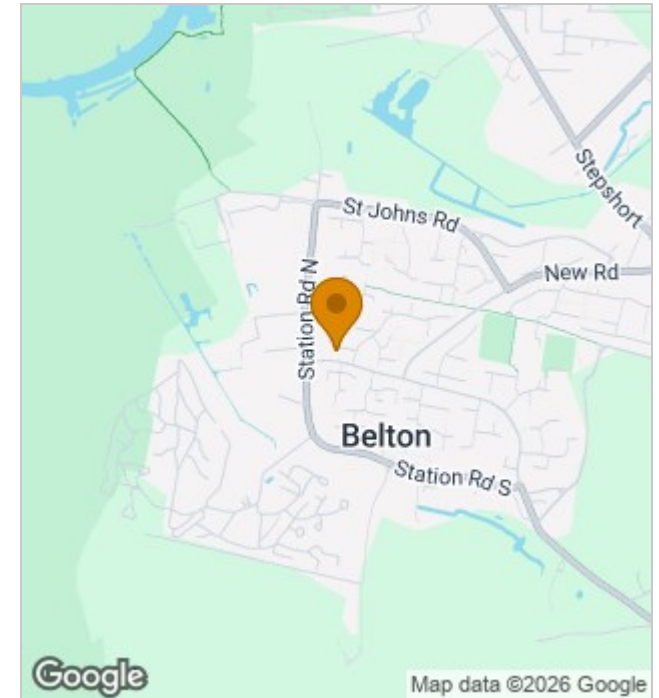 Stepshort
St Johns Rd
New Rd
Station Rd N
Belton
Station Rd S
Google
Map data ©2026 Google